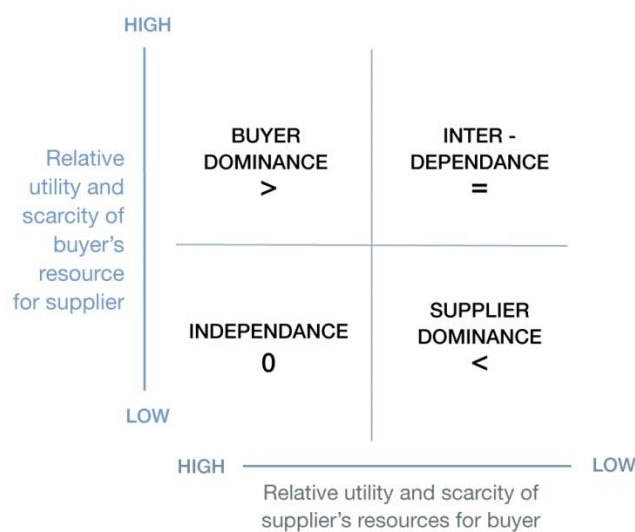 HIGH
Relative
utility and
scarcity of
buyer's
resource
for supplier
LOW
BUYER
DOMINANCE
>
INTER -
DEPENDANCE
=
INDEPENDANCE
0
SUPPLIER
DOMINANCE
<
HIGH
LOW
Relative utility and scarcity of
supplier's resources for buyer